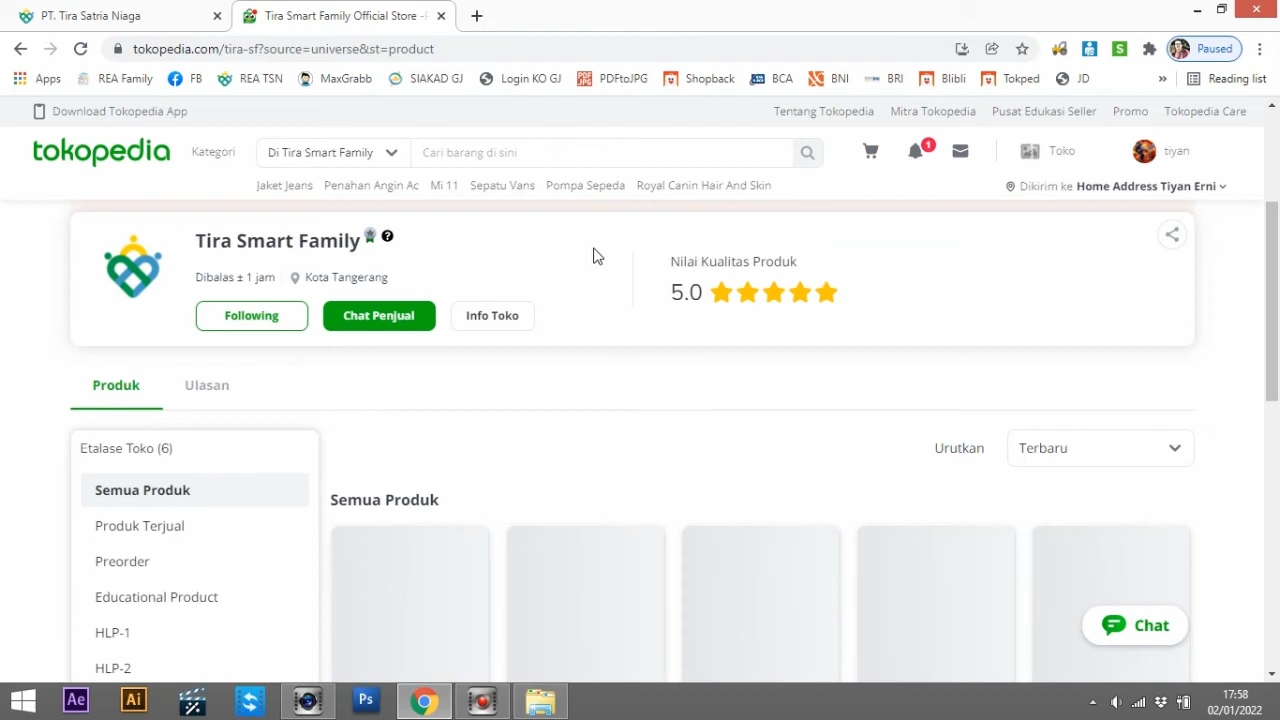 PT. Tira Satria Niaga
Tira Smart Family Official Store -
tokopedia.com/tira-sf?source=universe&st=product
Paused
Apps REA Family FB REA TSN MaxGrabb SIAKAD GJ Login KO GJ PDFtoJPG Shopback BCA BNI BRI Blibli Tokped JD » Reading list
Download Tokopedia App Tentang Tokopedia Mitra Tokopedia Pusat Edukasi Seller Promo Tokopedia Care
tokopedia Kategori Di Tira Smart Family Cari barang di sini 1 Toko tiyan
Jaket Jeans Penahan Angin Ac Mi 11 Sepatu Vans Pompa Sepeda Royal Canin Hair And Skin Dikirim ke Home Address Tiyan Erni
Tira Smart Family
Dibalas ± 1 jam Kota Tangerang
Following Chat Penjual Info Toko
Nilai Kualitas Produk
5.0
Produk Ulasan
Etalase Toko (6)
Urutkan Terbaru
Semua Produk
Produk Terjual
Preorder
Educational Product
HLP-1
HLP-2
Semua Produk
Chat
Ae Ai Ps
17:58
02/01/2022